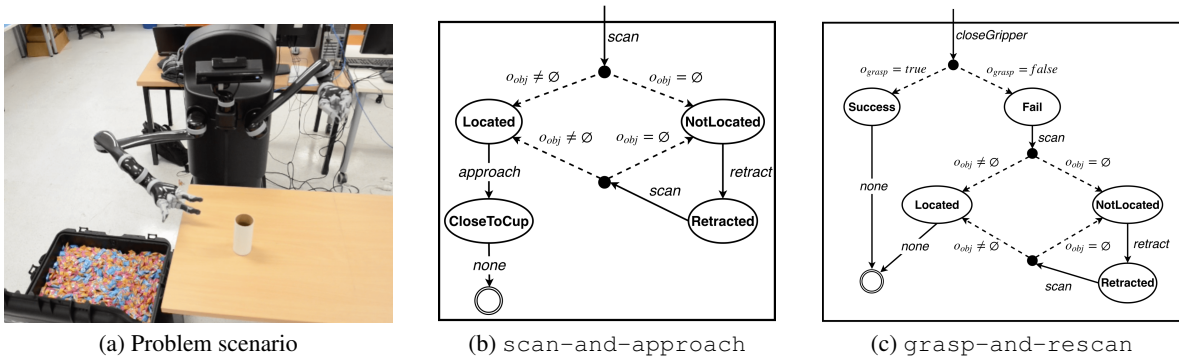 scan
o_obj ≠ ∅
o_obj = ∅
Located
NotLocated
o_obj ≠ ∅
o_obj = ∅
approach
scan
retract
CloseToCup
Retracted
none
closeGripper
o_grasp = true
o_grasp = false
Success
Fail
scan
o_obj ≠ ∅
o_obj = ∅
none
Located
NotLocated
none
o_obj ≠ ∅
o_obj = ∅
retract
scan
Retracted
(a) Problem scenario
(b) scan-and-approach
(c) grasp-and-rescan